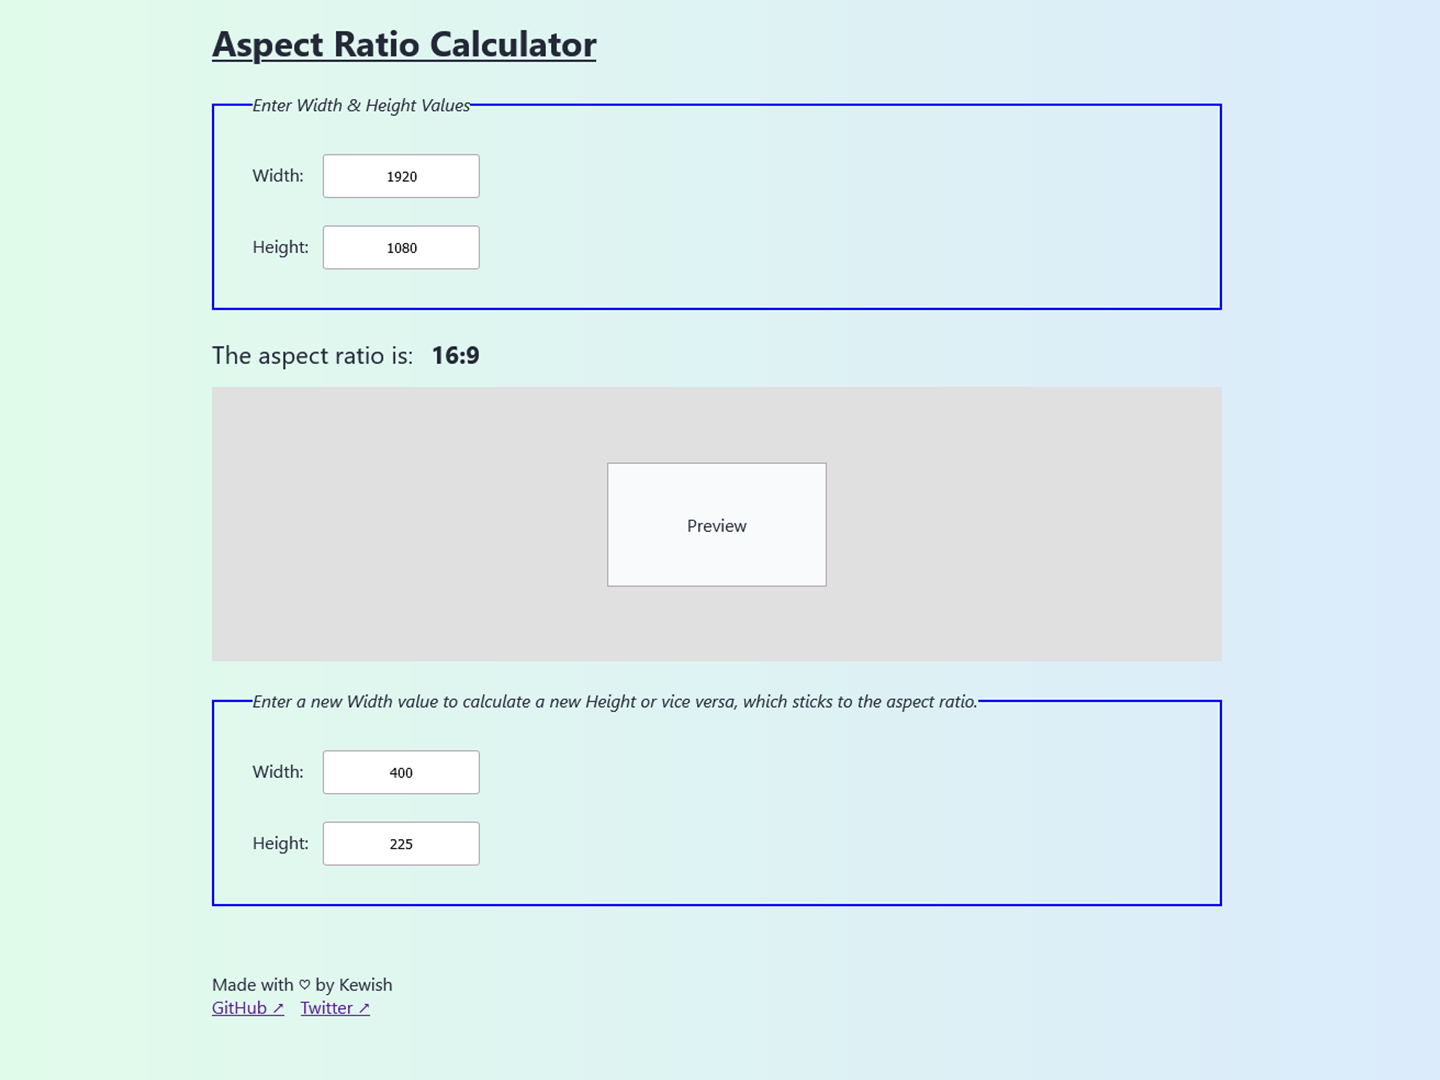 Aspect Ratio Calculator
Enter Width & Height Values
Width: 1920
Height: 1080
The aspect ratio is: 16:9
Preview
Enter a new Width value to calculate a new Height or vice versa, which sticks to the aspect ratio.
Width: 400
Height: 225
Made with ♡ by Kewish
GitHub ↗ Twitter ↗